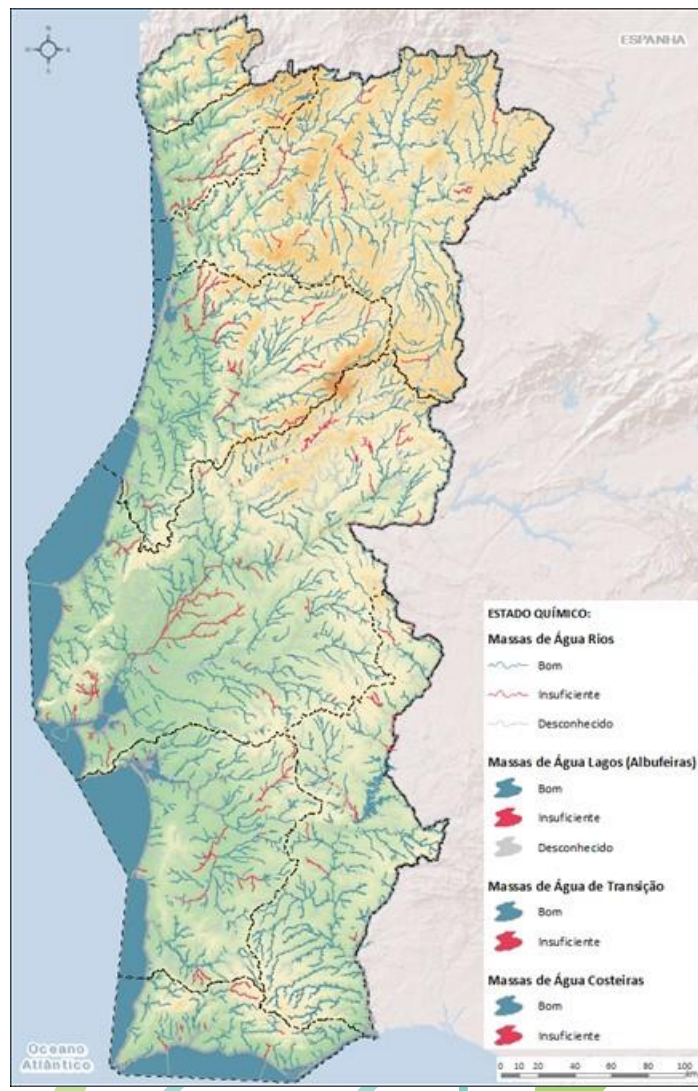 N
ESPANHA
ESTADO QUÍMICO:
Massas de Água Rios
Bom
Insuficiente
Desconhecido
Massas de Água Lagos (Albufeiras)
Bom
Insuficiente
Desconhecido
Massas de Água de Transição
Bom
Insuficiente
Massas de Água Costeiras
Bom
Insuficiente
Oceano
Atlântico
0 10 20 40 60 80 100